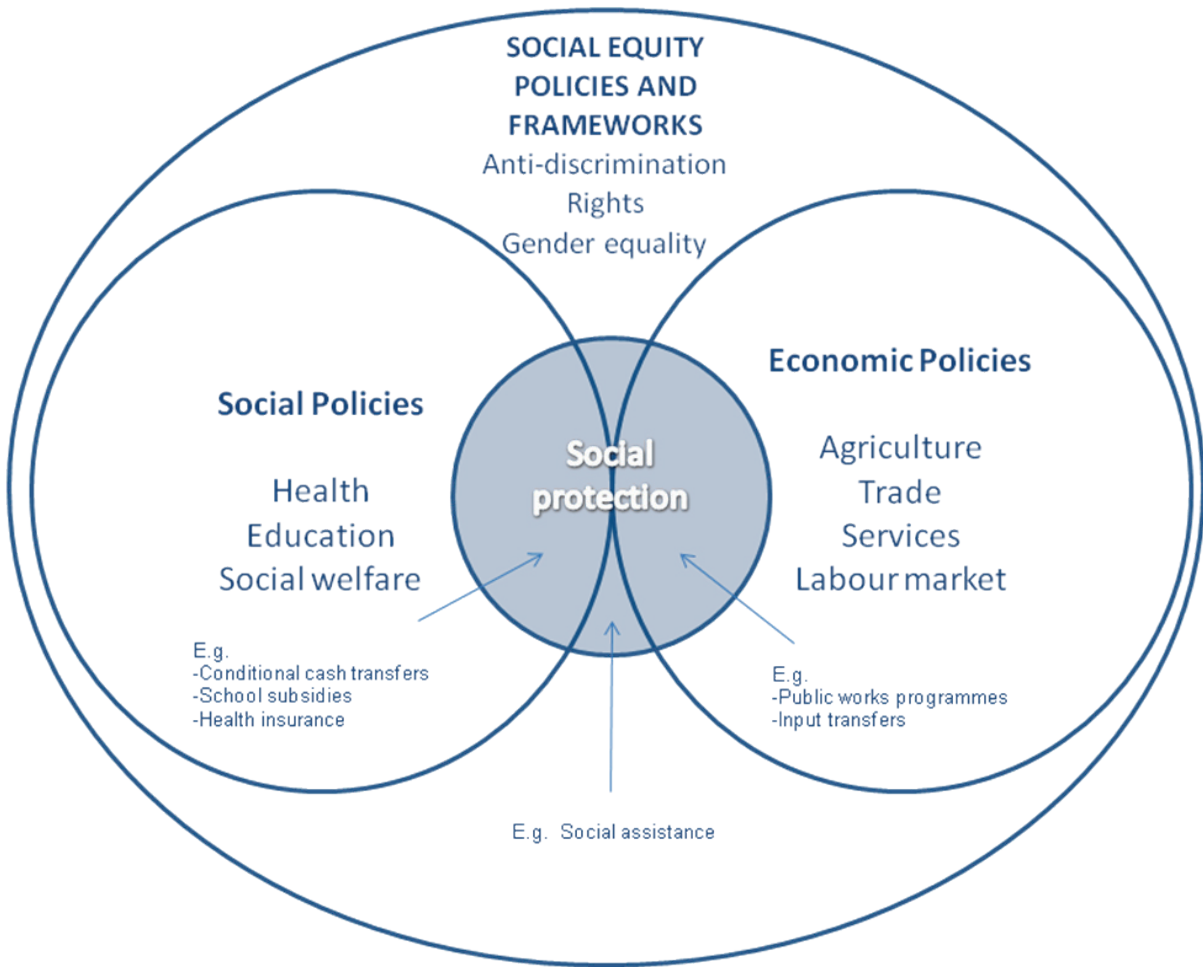 SOCIAL EQUITY
POLICIES AND
FRAMEWORKS
Anti-discrimination
Rights
Gender equality
Social Policies
Health
Education
Social welfare
E.g.
-Conditional cash transfers
-School subsidies
-Health insurance
Social
protection
Economic Policies
Agriculture
Trade
Services
Labour market
E.g.
-Public works programmes
-Input transfers
E.g. Social assistance